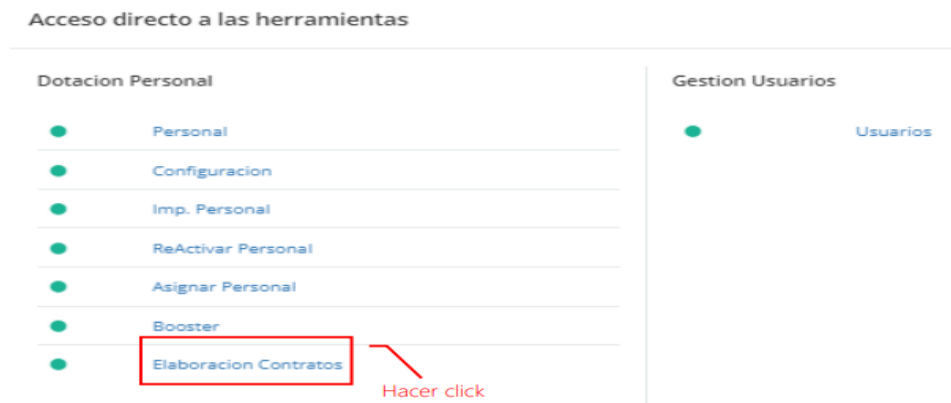 Acceso directo a las herramientas
Dotacion Personal
Personal
Configuracion
Imp. Personal
ReActivar Personal
Asignar Personal
Booster
Elaboracion Contratos
Hacer click
Gestion Usuarios
Usuarios